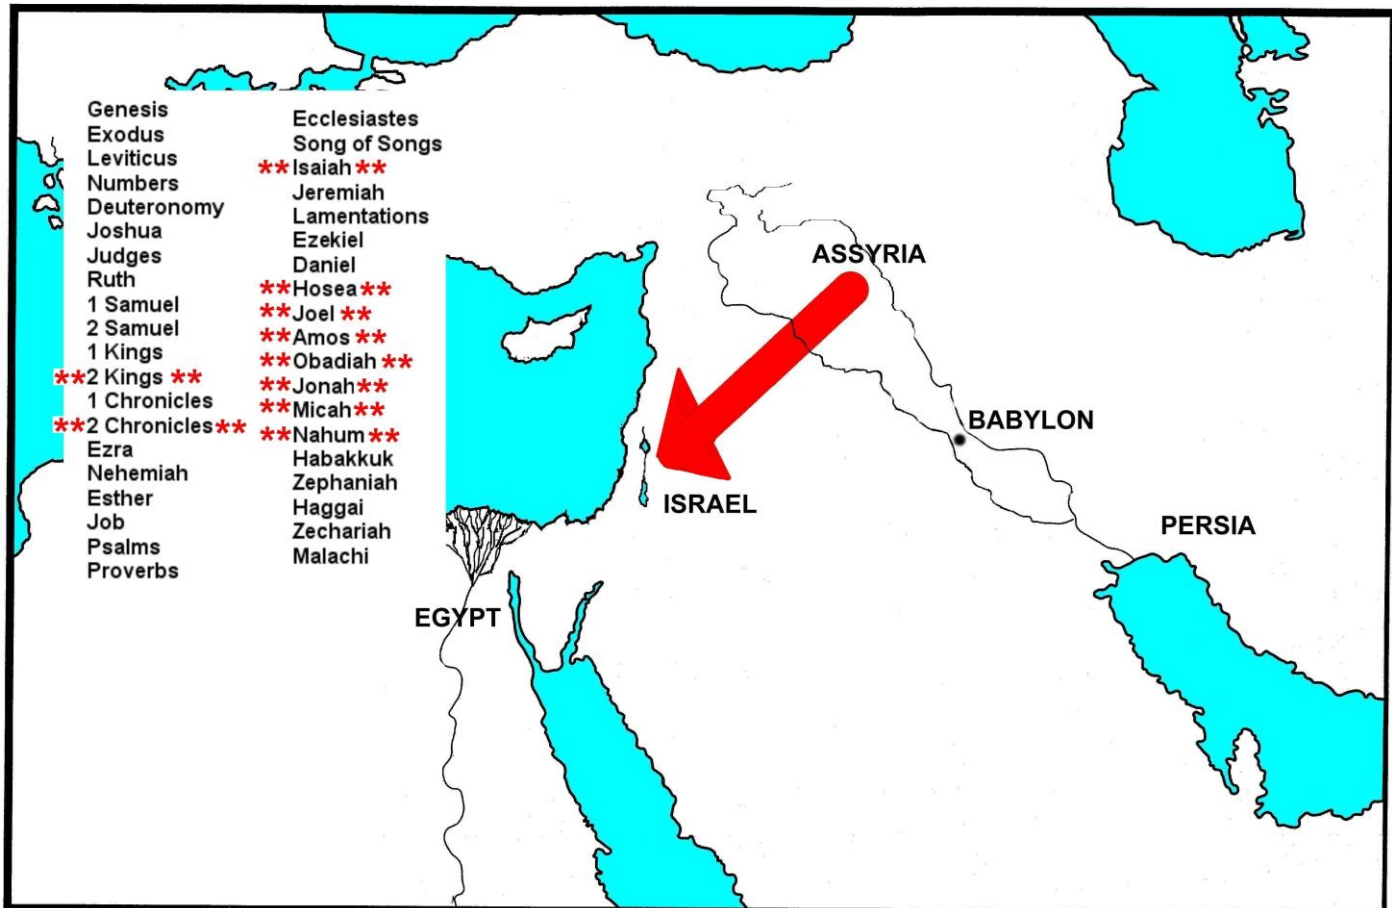 Genesis
Exodus
Leviticus
Numbers
Deuteronomy
Joshua
Judges
Ruth
1 Samuel
2 Samuel
1 Kings
**2 Kings **
1 Chronicles
**2 Chronicles**
Ezra
Nehemiah
Esther
Job
Psalms
Proverbs
Ecclesiastes
Song of Songs
**Isaiah **
Jeremiah
Lamentations
Ezekiel
Daniel
**Hosea **
**Joel **
**Amos **
**Obadiah **
**Jonah**
**Micah**
**Nahum **
Habakkuk
Zephaniah
Haggai
Zechariah
Malachi
ASSYRIA
BABYLON
ISRAEL
PERSIA
EGYPT